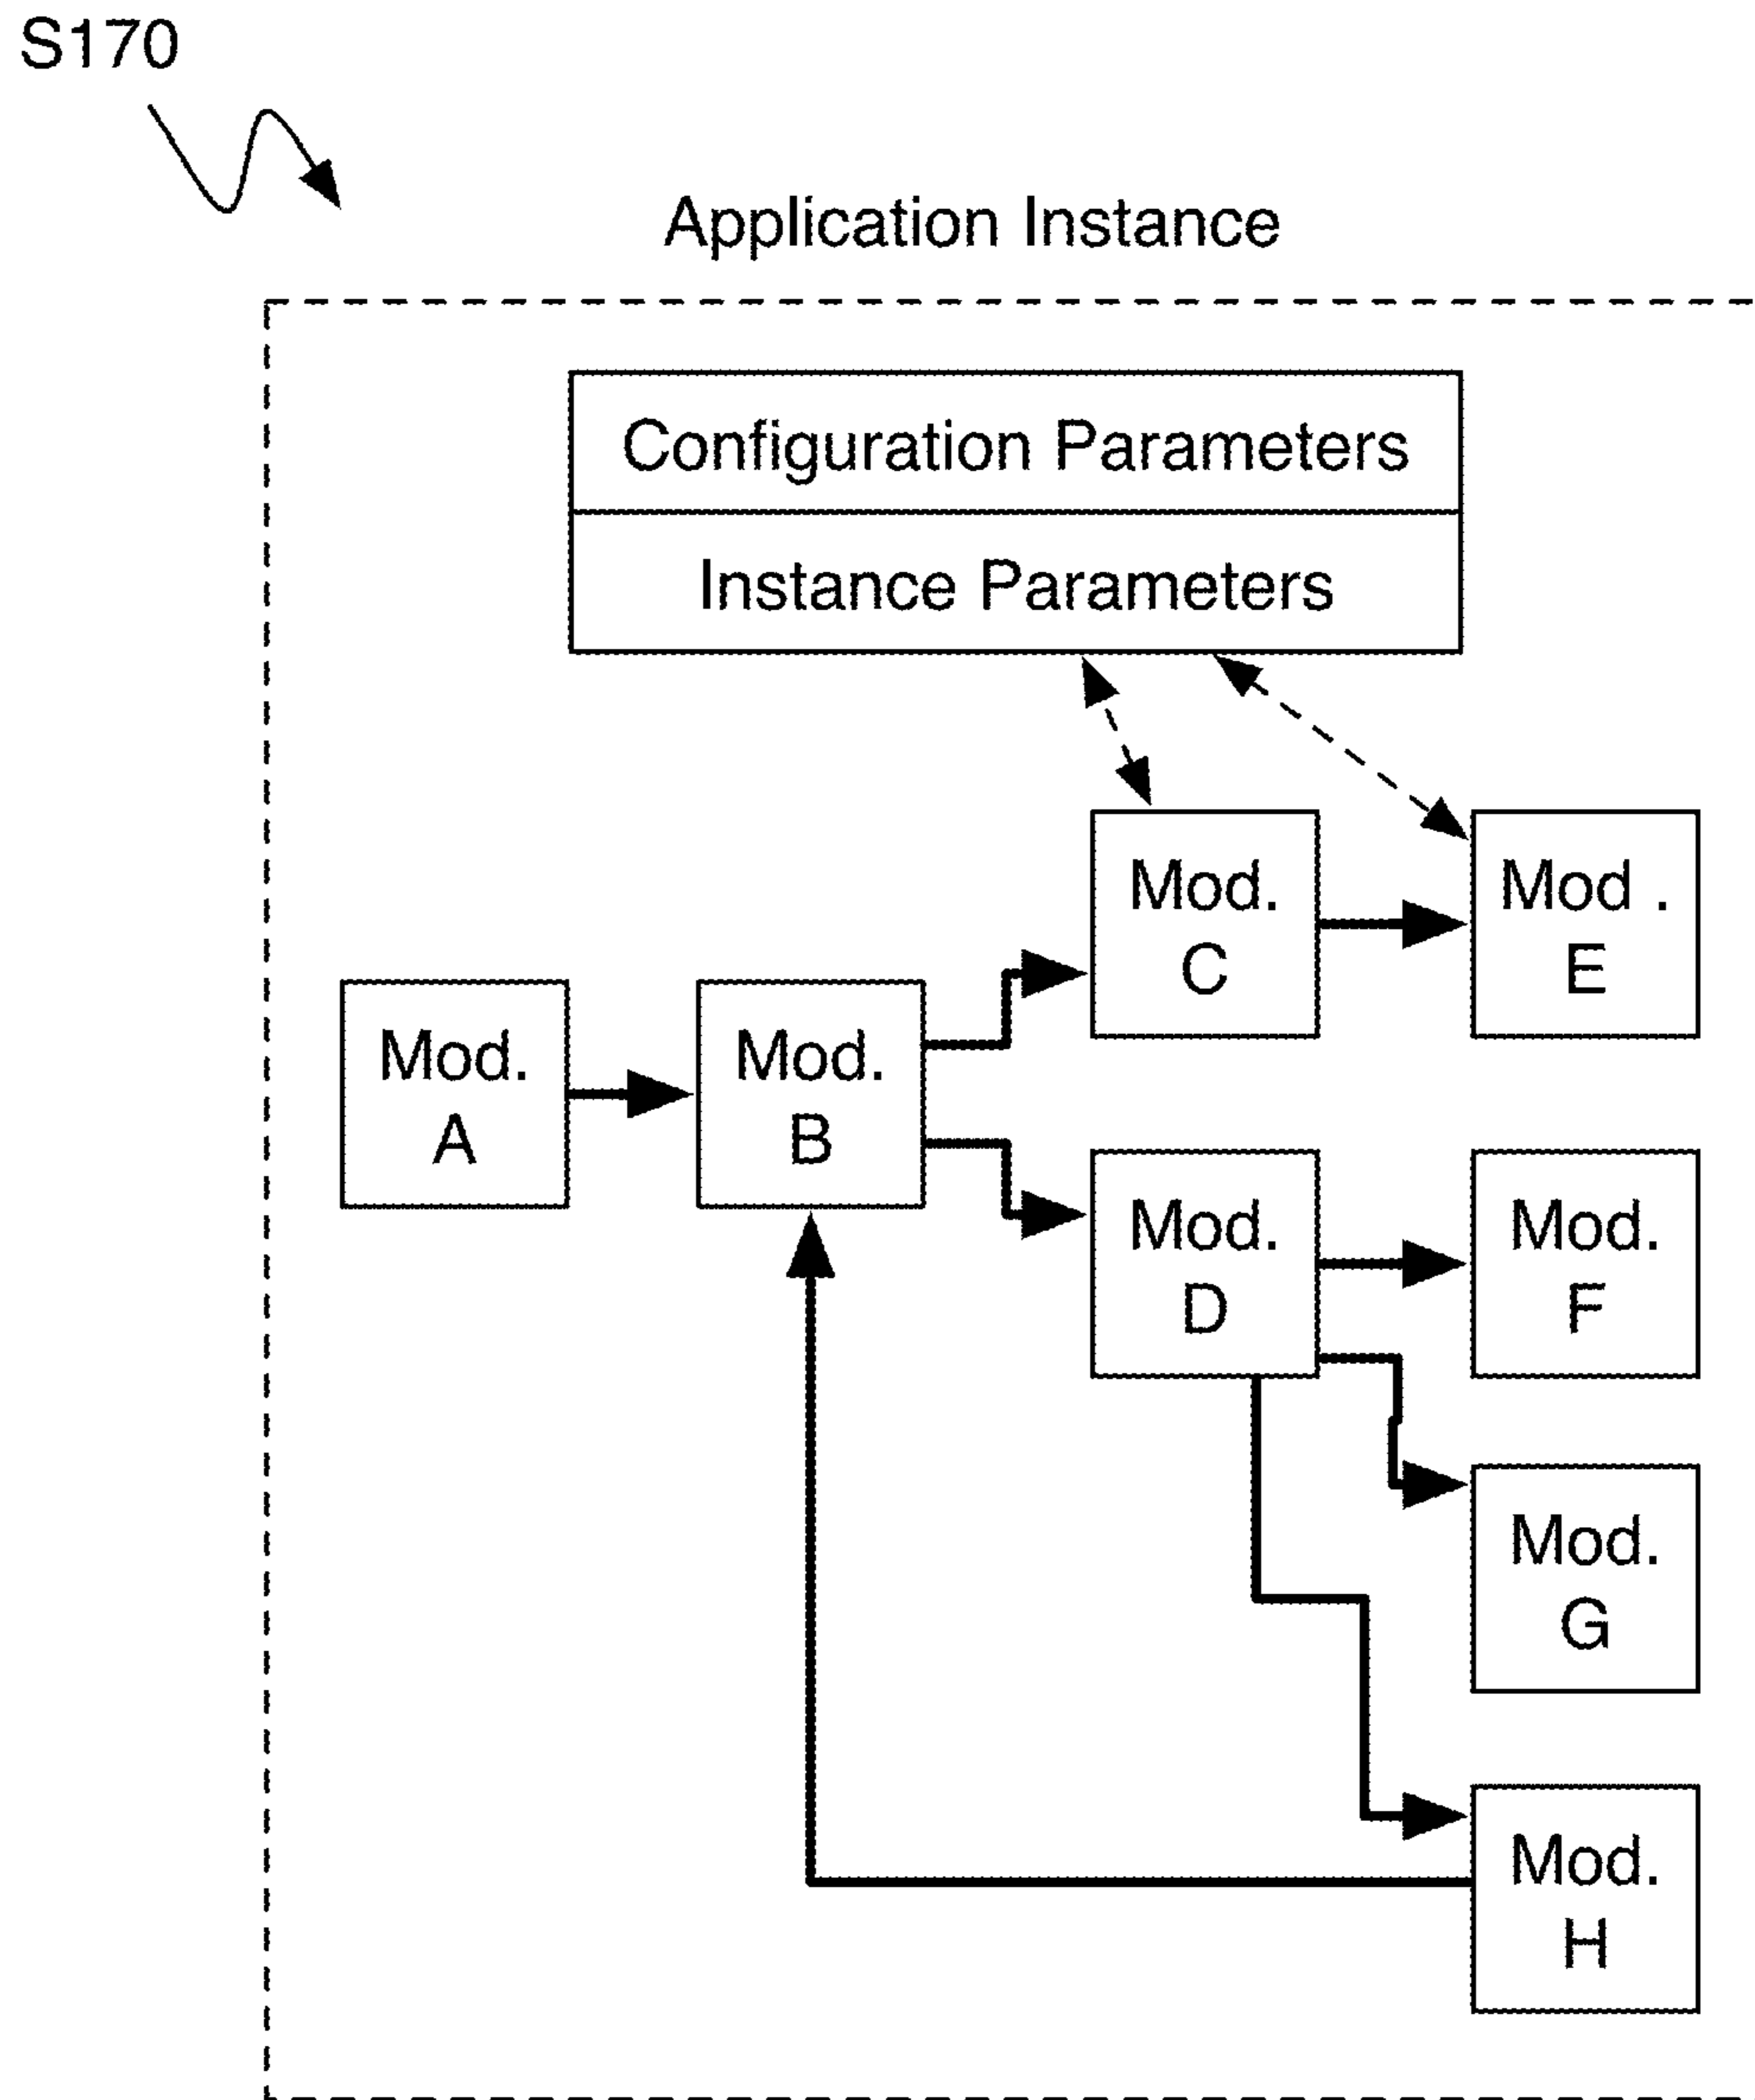 S170
Application Instance
Configuration Parameters
Instance Parameters
Mod.
C
Mod .
E
Mod.
A
Mod.
B
Mod.
D
Mod.
F
Mod.
G
Mod.
H